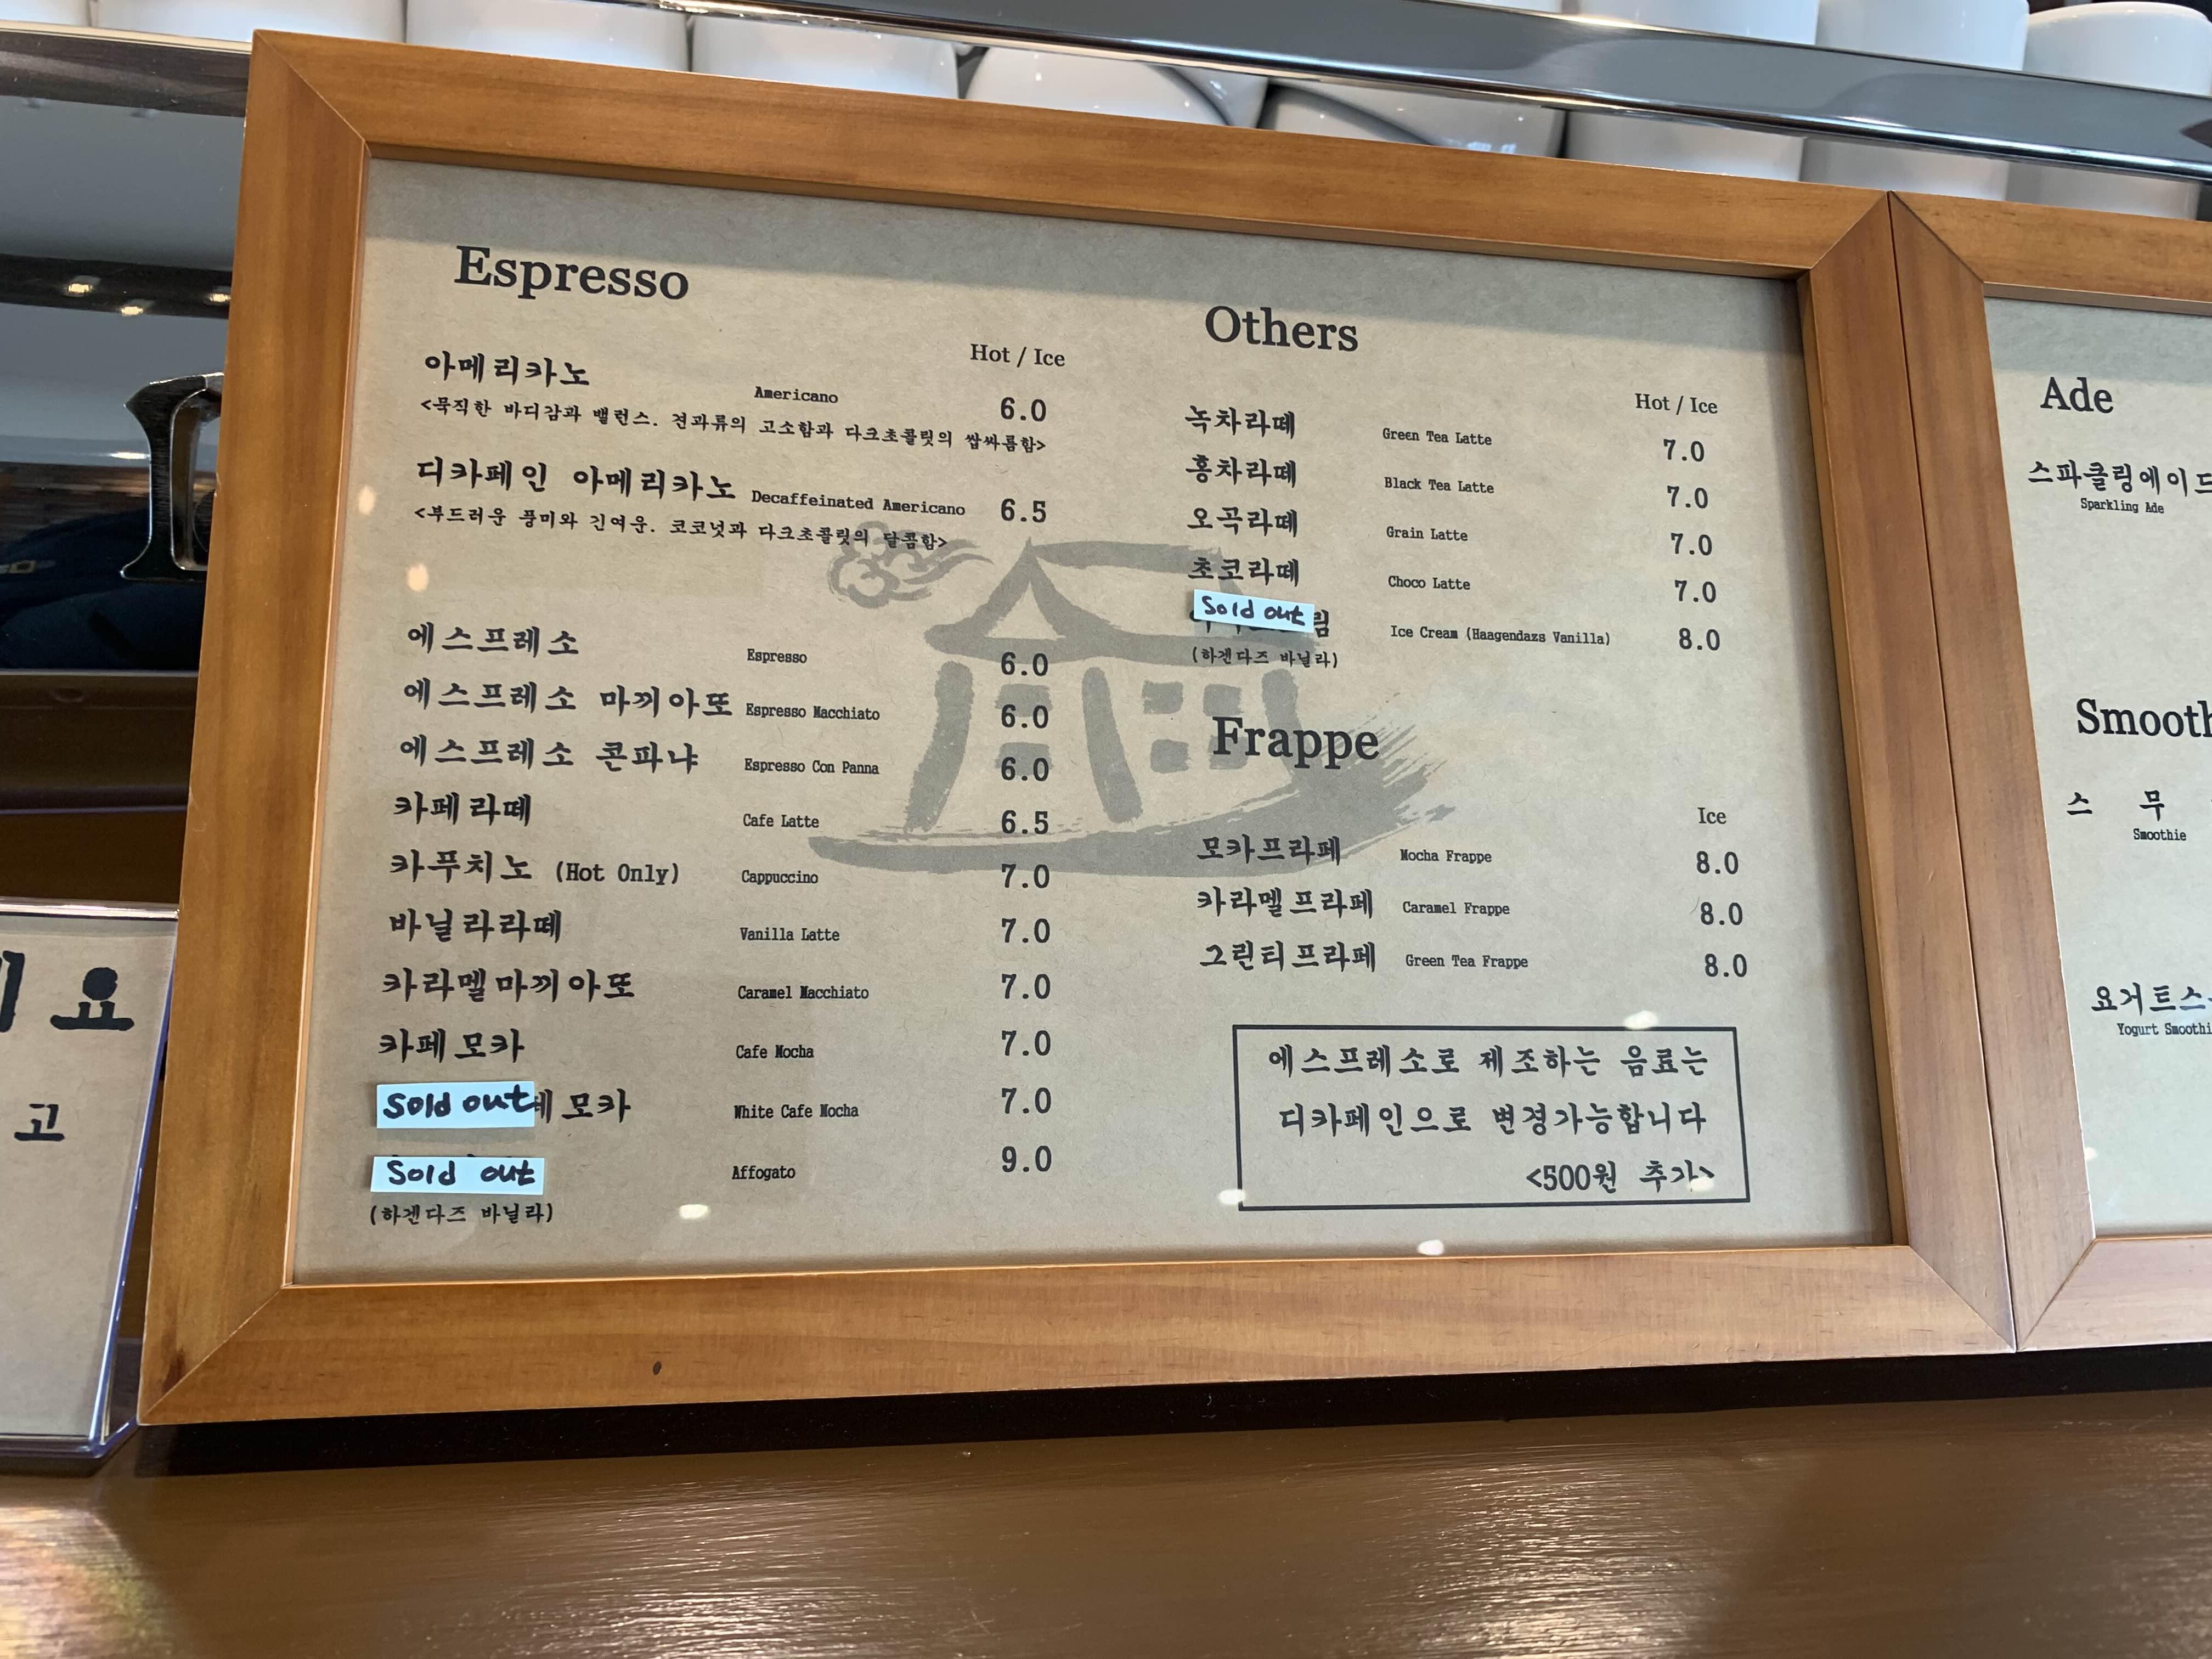 Espresso
Hot / Ice
아메리카노 Americano 6.0
<묵직한 바디감과 밸런스. 견과류의 고소함과 다크초콜릿의 쌉싸름함>
디카페인 아메리카노 Decaffeinated Americano 6.5
<부드러운 풍미와 긴여운. 코코넛과 다크초콜릿의 달콤함>
에스프레소 Espresso 6.0
에스프레소 마끼아또 Espresso Macchiato 6.0
에스프레소 콘파냐 Espresso Con Panna 6.0
카페라떼 Cafe Latte 6.5
카푸치노 (Hot Only) Cappuccino 7.0
바닐라라떼 Vanilla Latte 7.0
카라멜마끼아또 Caramel Macchiato 7.0
카페모카 Cafe Mocha 7.0
Sold out 모카 White Cafe Mocha 7.0
Sold out Affogato 9.0
(하겐다즈 바닐라)
Others
Hot / Ice
녹차라떼 Green Tea Latte 7.0
홍차라떼 Black Tea Latte 7.0
오곡라떼 Grain Latte 7.0
초코라떼 Choco Latte 7.0
Sold out 림 Ice Cream (Haagendazs Vanilla) 8.0
(하겐다즈 바닐라)
Frappe
Ice
모카프라페 Mocha Frappe 8.0
카라멜프라페 Caramel Frappe 8.0
그린티프라페 Green Tea Frappe 8.0
에스프레소로 제조하는 음료는
디카페인으로 변경가능합니다
<500원 추가>
Ade
스파클링에이드
Sparkling Ade
Smooth
스 무
Smoothie
요거트스
Yogurt Smoothi
요
고